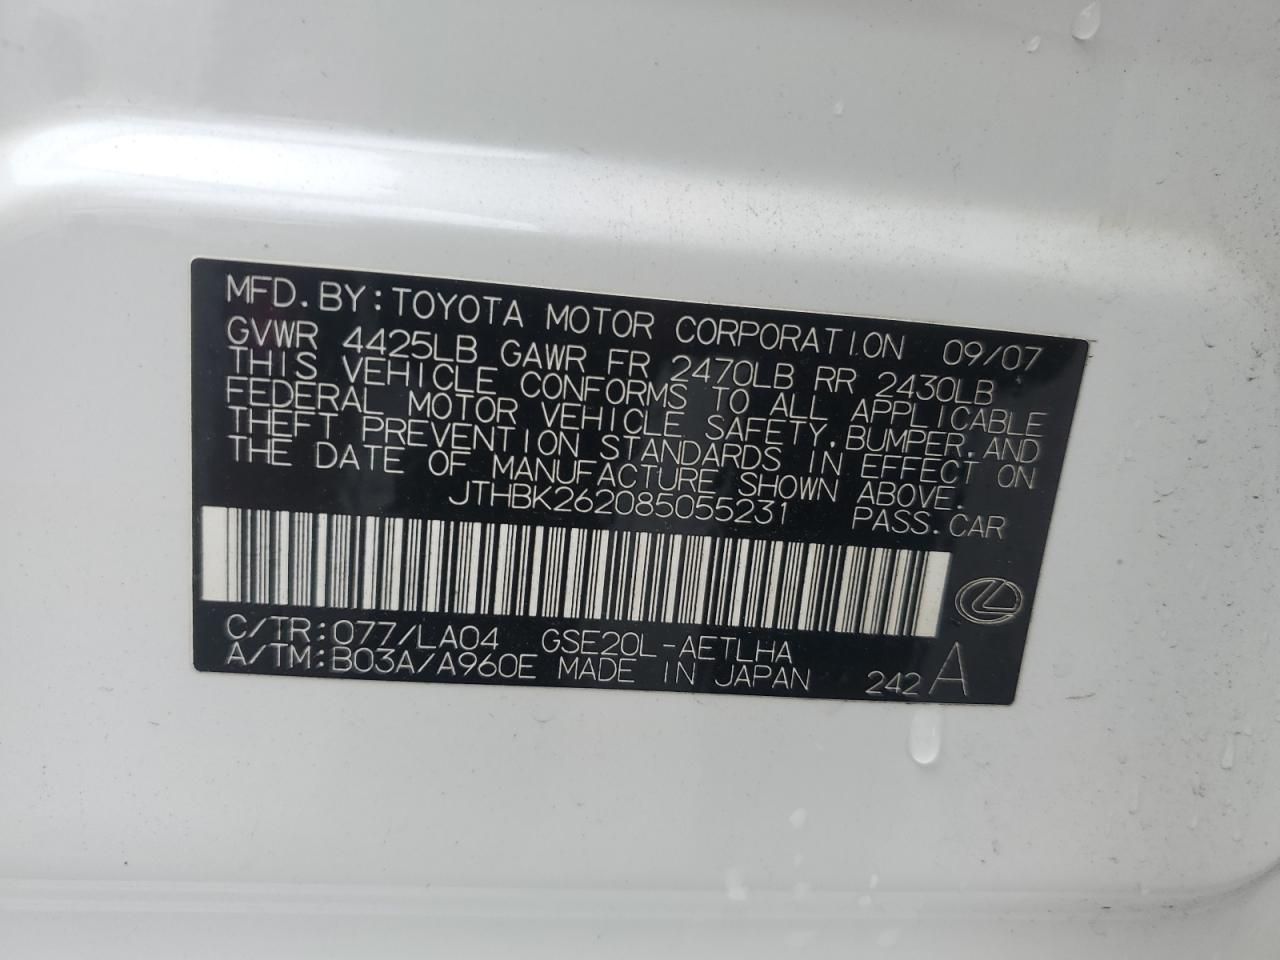 MFD. BY: TOYOTA MOTOR CORPORATION 09/07
GVWR 4425LB GAWR FR 2470LB RR 2430LB
THIS VEHICLE CONFORMS TO ALL APPLICABLE
FEDERAL MOTOR VEHICLE SAFETY, BUMPER, AND
THEFT PREVENTION STANDARDS IN EFFECT ON
THE DATE OF MANUFACTURE SHOWN ABOVE.
JTHBK262085055231 PASS. CAR
C/TR: 077/LA04 GSE20L-AETLHA
A/TM: B03A/A960E MADE IN JAPAN 242 A